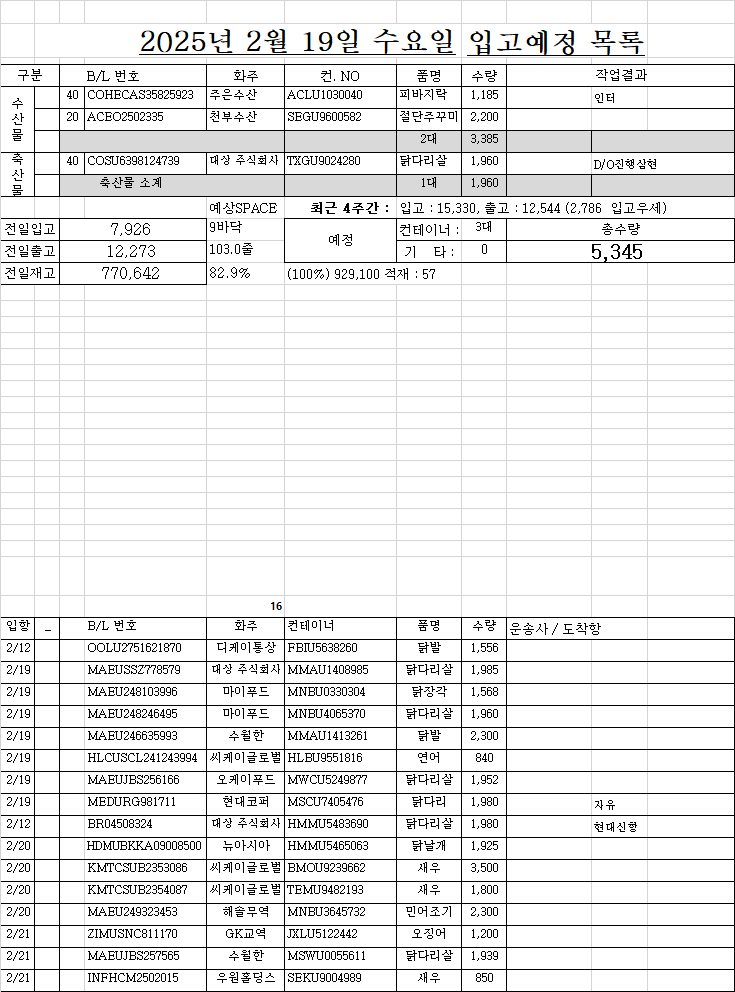 2025년 2월 19일 수요일 입고예정 목록
구분 B/L 번호 화주 컨. NO 품명 수량 작업결과
수산물
40 COHECAS35825923 주은수산 ACLU1030040 피바지락 1,185 인터
20 ACEO2502335 천부수산 SEGU9600582 절단주꾸미 2,200
2대 3,385
축산물
40 COSU6398124739 대상 주식회사 TXGU9024280 닭다리살 1,960 D/O진행실현
축산물 소계 1대 1,960
예상SPACE 최근 4주간 : 입고 : 15,330, 출고 : 12,544 (2,786 입고우세)
전일입고 7,926 9바닥 예정 컨테이너 : 3대 총수량
전일출고 12,273 103.0줄 기 타 : 0 5,345
전일재고 770,642 82.9% (100%) 929,100 적재 : 57
16
입항 _ B/L 번호 화주 컨테이너 품명 수량 운송사 / 도착항
2/12 OOLU2751621870 디케이통상 FBIU5638260 닭발 1,556
2/19 MAEUSSZ778579 대상 주식회사 MMAU1408985 닭다리살 1,985
2/19 MAEU248103996 마이푸드 MNBU0330304 닭장각 1,568
2/19 MAEU248246495 마이푸드 MNBU4065370 닭다리살 1,960
2/19 MAEU246635993 수월한 MMAU1413261 닭발 2,300
2/19 HLCUSCL241243994 씨케이글로벌 HLBU9551816 연어 840
2/19 MAEUJBS256166 오케이푸드 MWCU5249877 닭다리살 1,952
2/19 MEDURG981711 현대코퍼 MSCU7405476 닭다리 1,980 자유
2/12 BR04508324 대상 주식회사 HMMU5483690 닭다리살 1,980 현대신항
2/20 HDMUBKKA09008500 뉴아시아 HMMU5465063 닭날개 1,925
2/20 KMTCSUB2353086 씨케이글로벌 BMOU9239662 새우 3,500
2/20 KMTCSUB2354087 씨케이글로벌 TEMU9482193 새우 1,800
2/20 MAEU249323453 해솔무역 MNBU3645732 민어조기 2,300
2/21 ZIMUSNC811170 GK교역 JXLU5122442 오징어 1,200
2/21 MAEUJBS257565 수월한 MSWU0055611 닭다리살 1,939
2/21 INFHCM2502015 우원홀딩스 SEKU9004989 새우 850